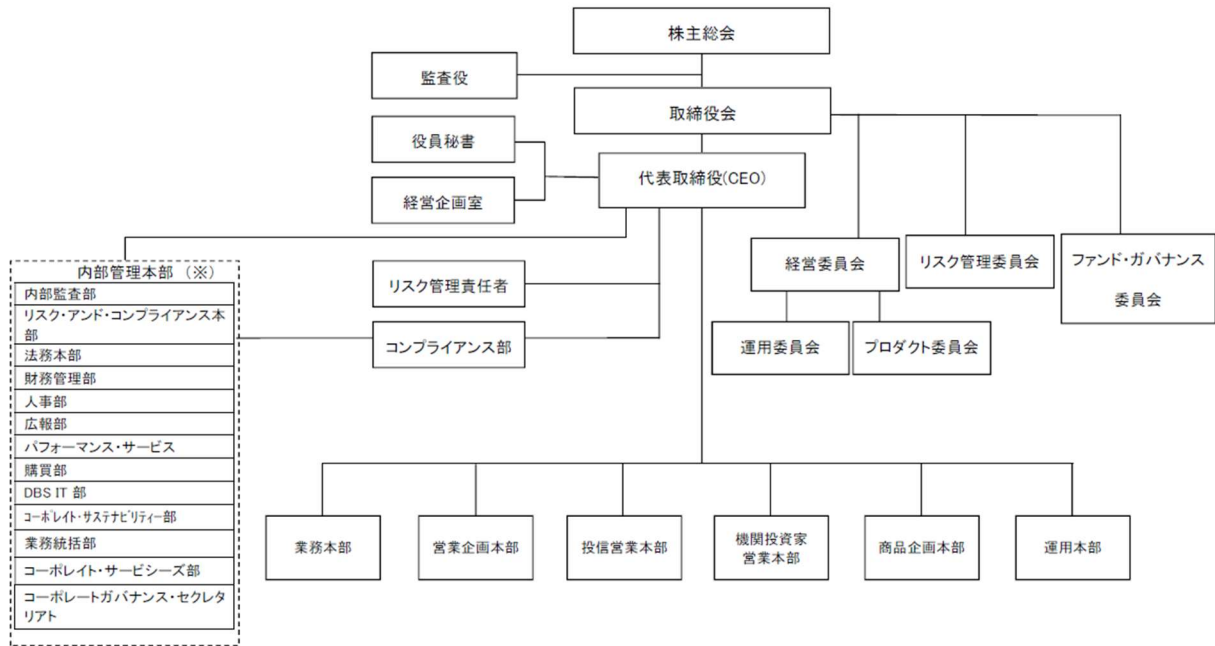 株主総会
監査役
取締役会
役員秘書
代表取締役(CEO)
経営企画室
内部管理本部 (※)
内部監査部
リスク・アンド・コンプライアンス本
部
法務本部
財務管理部
人事部
広報部
パフォーマンス・サービス
購買部
DBS IT 部
コーポレイト・サステナビリティー部
業務統括部
コーポレイト・サービシーズ部
コーポレートガバナンス・セクレタ
リアト
リスク管理責任者
コンプライアンス部
経営委員会
リスク管理委員会
ファンド・ガバナンス
委員会
運用委員会
プロダクト委員会
業務本部
営業企画本部
投信営業本部
機関投資家
営業本部
商品企画本部
運用本部